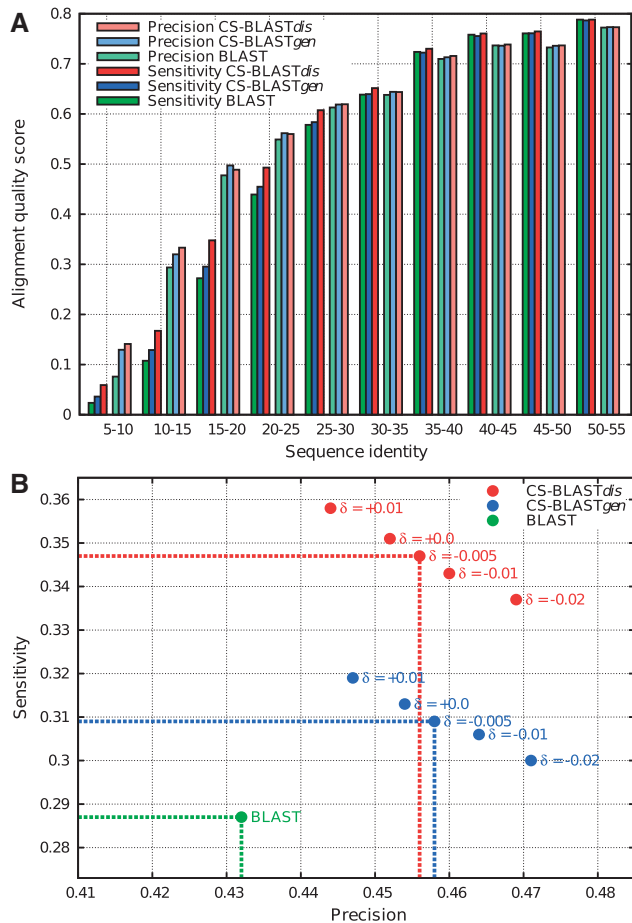 A
Alignment quality score
0.8
0.7
0.6
0.5
0.4
0.3
0.2
0.1
0
Precision CS-BLASTdis
Precision CS-BLASTgen
Precision BLAST
Sensitivity CS-BLASTdis
Sensitivity CS-BLASTgen
Sensitivity BLAST
5-10 10-15 15-20 20-25 25-30 30-35 35-40 40-45 45-50 50-55
Sequence identity
B
Sensitivity
0.36
0.35
0.34
0.33
0.32
0.31
0.3
0.29
0.28
CS-BLASTdis
CS-BLASTgen
BLAST
δ=+0.01
δ=+0.0
δ=-0.005
δ=-0.01
δ=-0.02
δ=+0.01
δ=+0.0
δ=-0.005
δ=-0.01
δ=-0.02
BLAST
0.41 0.42 0.43 0.44 0.45 0.46 0.47 0.48
Precision